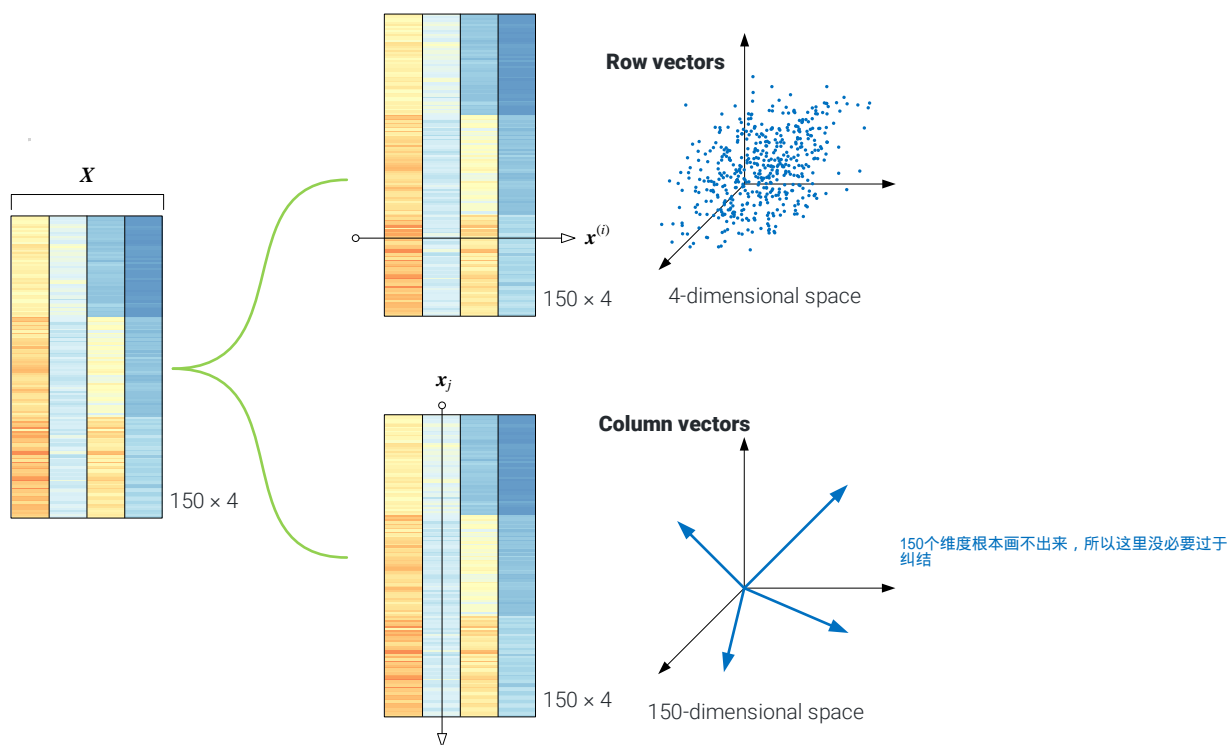 X
150 × 4
Row vectors
x^(i)
150 × 4
4-dimensional space
x_j
Column vectors
150个维度根本画不出来，所以这里没必要过于
纠结
150 × 4
150-dimensional space